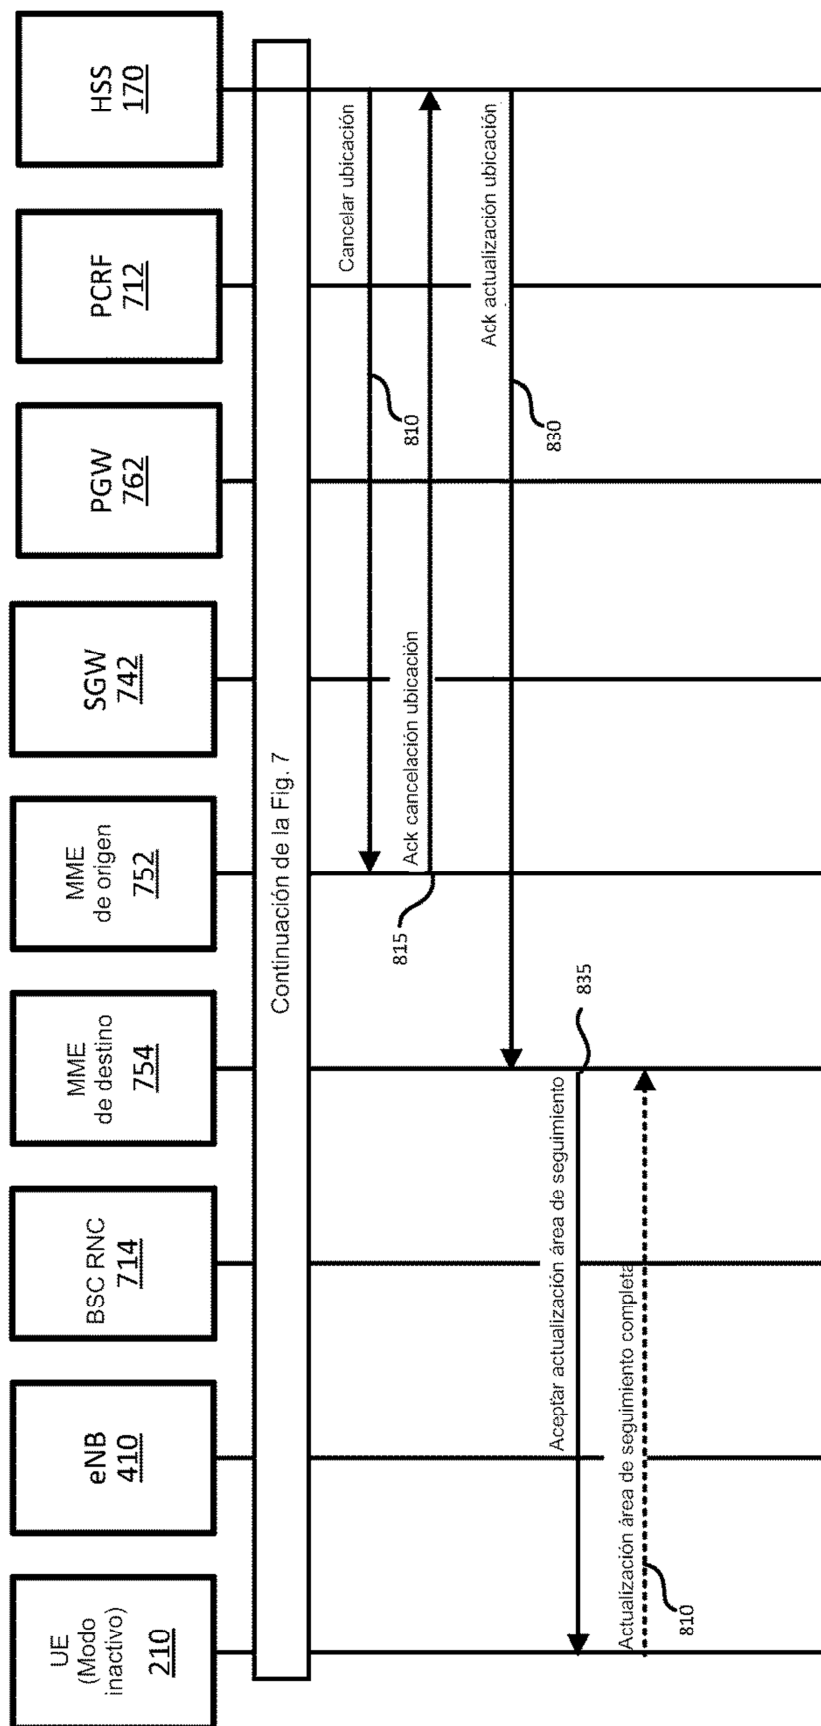 UE
(Modo
inactivo)
210
eNB
410
BSC RNC
714
MME
de destino
754
MME
de origen
752
SGW
742
PGW
762
PCRF
712
HSS
170
Continuación de la Fig. 7
Cancelar ubicación
810
Ack cancelación ubicación
815
Ack actualización ubicación
830
Aceptar actualización área de seguimiento
835
Actualización área de seguimiento completa
810